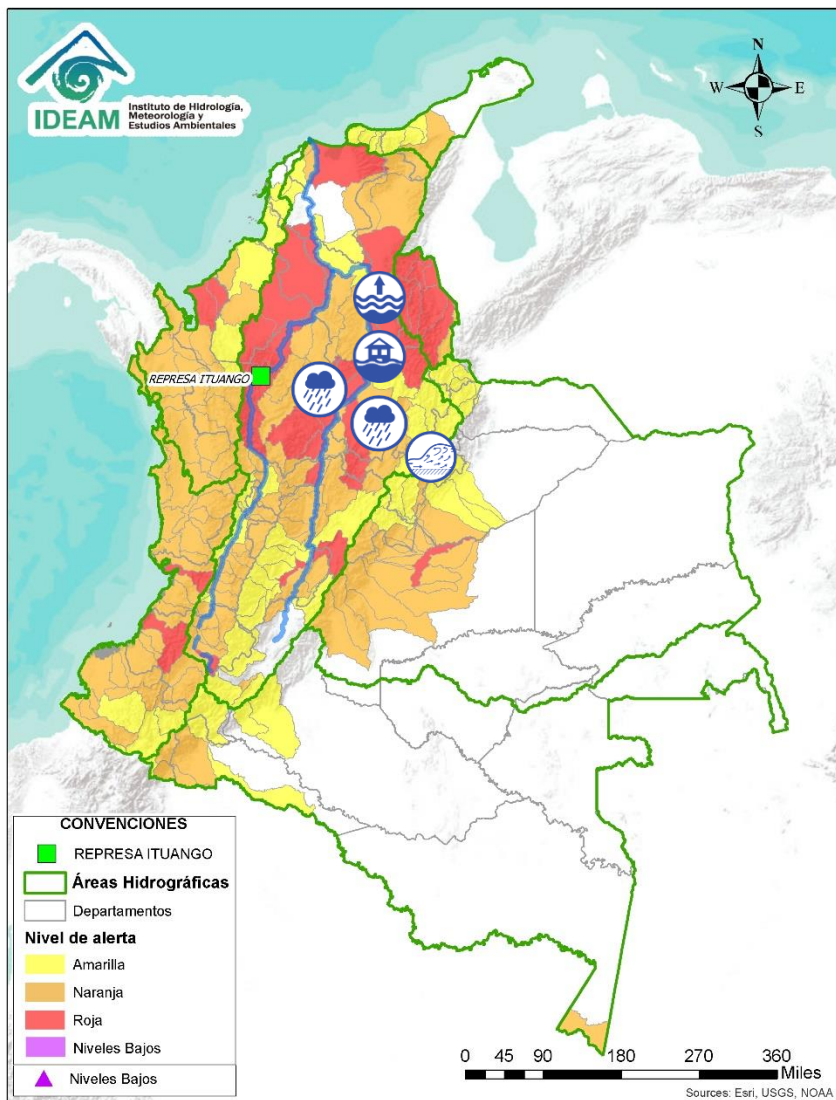 IDEAM
Instituto de Hidrología,
Meteorología y
Estudios Ambientales
N
W
E
S
REPRESA ITUANGO
CONVENCIONES
REPRESA ITUANGO
Áreas Hidrográficas
Departamentos
Nivel de alerta
Amarilla
Naranja
Roja
Niveles Bajos
Niveles Bajos
0 45 90 180 270 360
Miles
Sources: Esri, USGS, NOAA